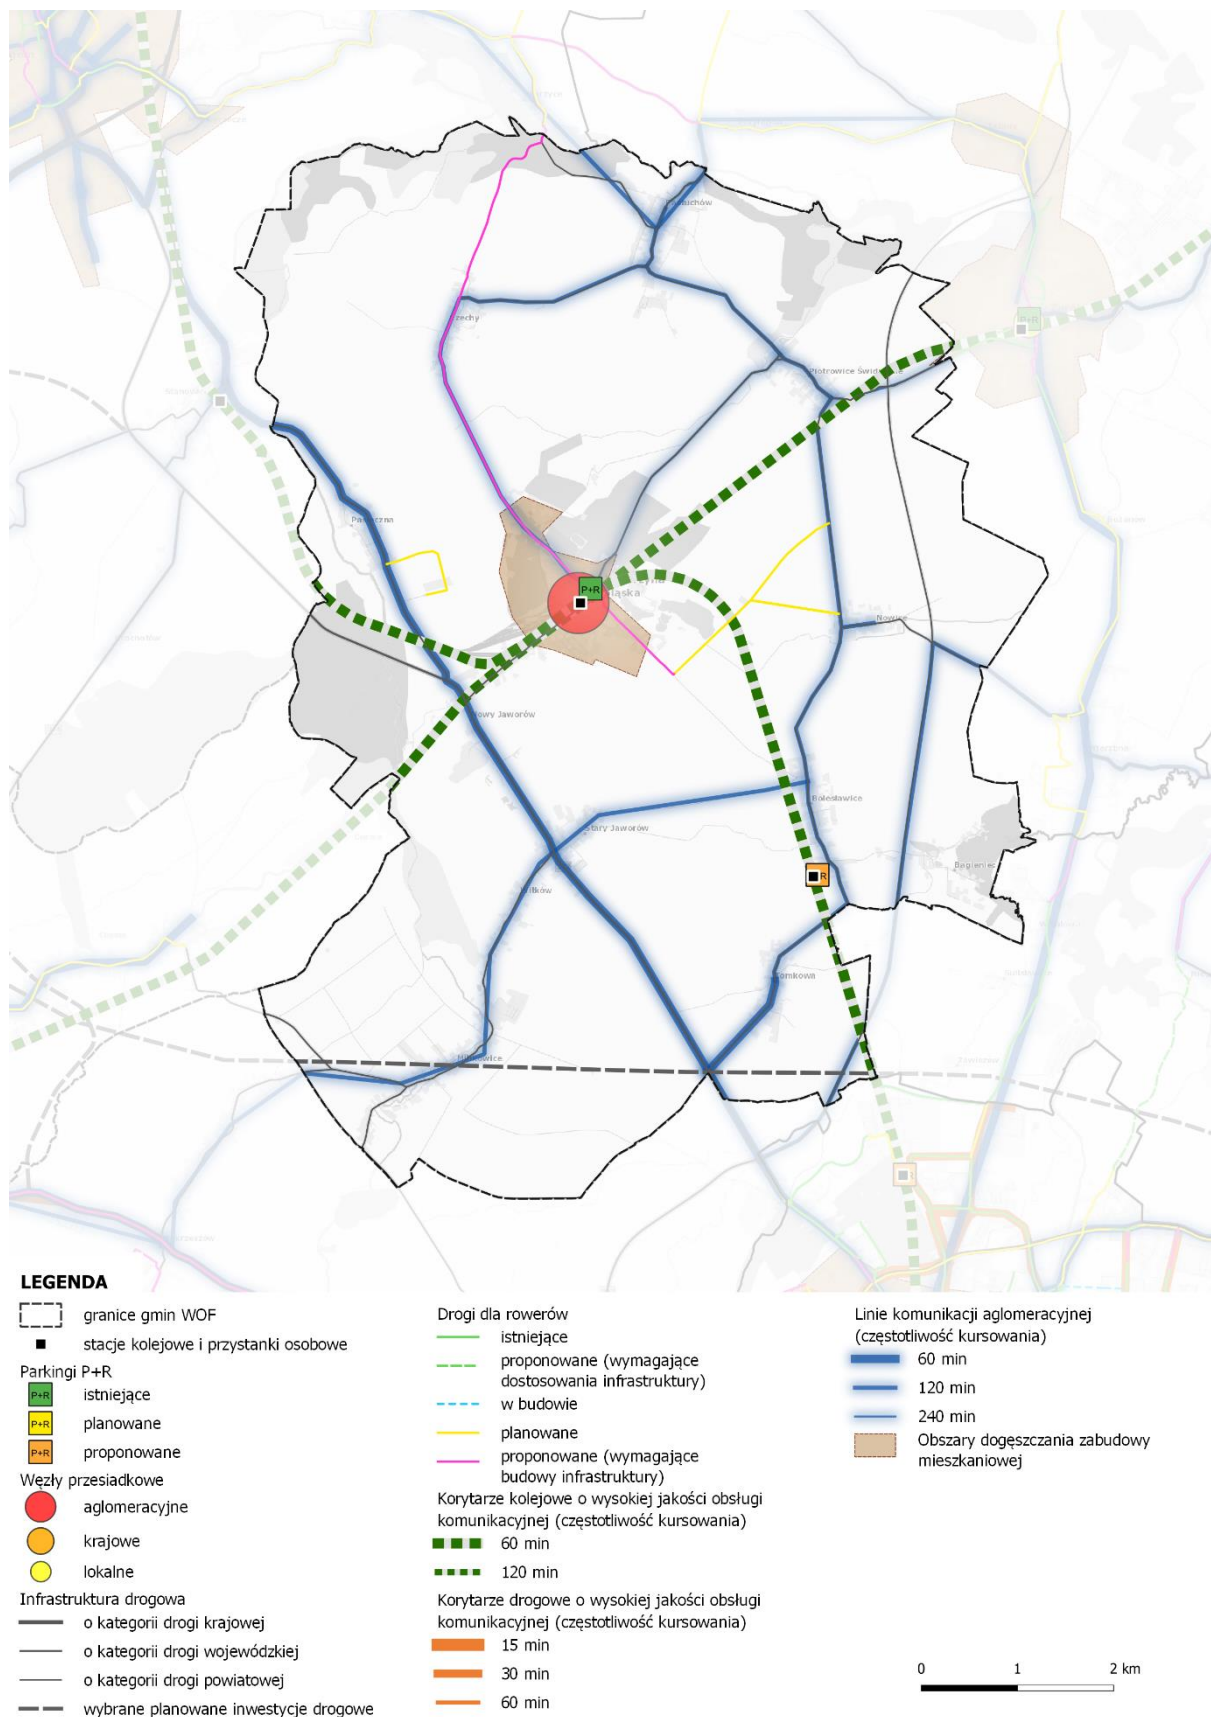 Pasieczna
Piotrowice Świdnickie
P+R
Śląska
Nowice
Nowy Jaworów
Bolesławice
Stary Jaworów
Bagieniec
Witków
Tomkowa
Milikowice
LEGENDA
granice gmin WOF
stacje kolejowe i przystanki osobowe
Parkingi P+R
P+R istniejące
P+R planowane
P+R proponowane
Węzły przesiadkowe
aglomeracyjne
krajowe
lokalne
Infrastruktura drogowa
o kategorii drogi krajowej
o kategorii drogi wojewódzkiej
o kategorii drogi powiatowej
wybrane planowane inwestycje drogowe
Drogi dla rowerów
istniejące
proponowane (wymagające
dostosowania infrastruktury)
w budowie
planowane
proponowane (wymagające
budowy infrastruktury)
Korytarze kolejowe o wysokiej jakości obsługi
komunikacyjnej (częstotliwość kursowania)
60 min
120 min
Korytarze drogowe o wysokiej jakości obsługi
komunikacyjnej (częstotliwość kursowania)
15 min
30 min
60 min
Linie komunikacji aglomeracyjnej
(częstotliwość kursowania)
60 min
120 min
240 min
Obszary dogęszczania zabudowy
mieszkaniowej
0 1 2 km